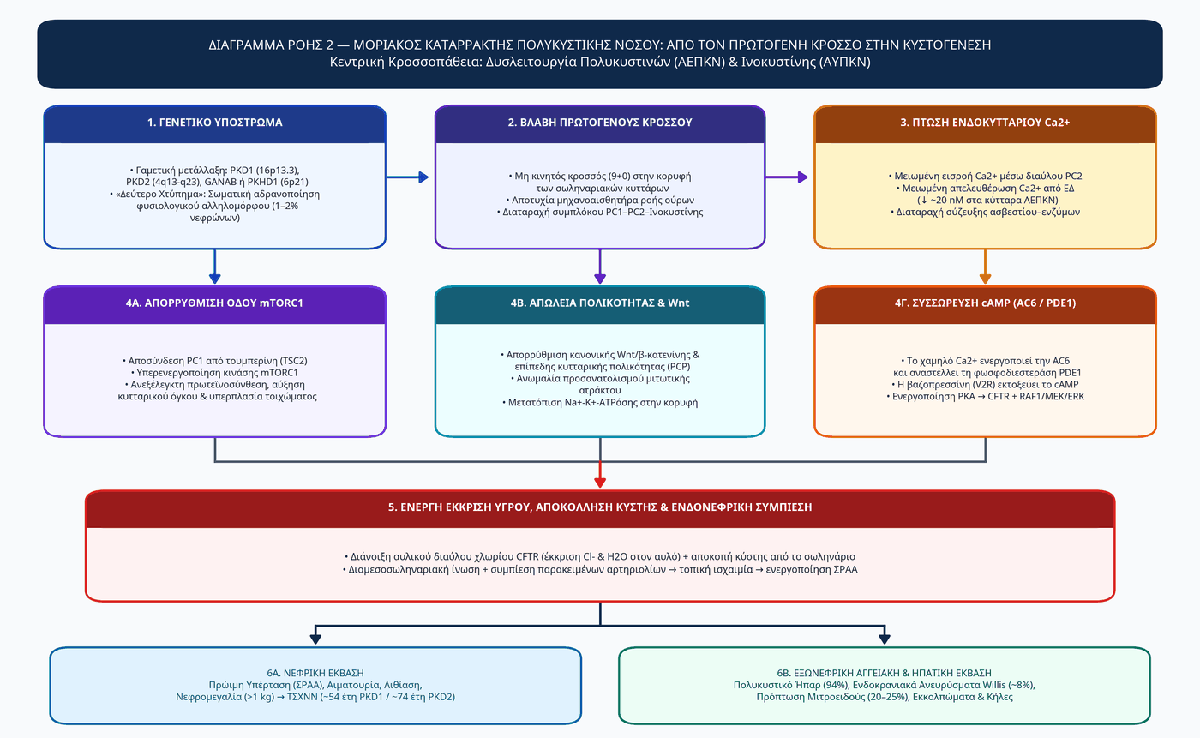 ΔΙΑΓΡΑΜΜΑ ΡΟΗΣ 2 — ΜΟΡΙΑΚΟΣ ΚΑΤΑΡΡΑΚΤΗΣ ΠΟΛΥΚΥΣΤΙΚΗΣ ΝΟΣΟΥ: ΑΠΟ ΤΟΝ ΠΡΩΤΟΓΕΝΗ ΚΡΟΣΣΟ ΣΤΗΝ ΚΥΣΤΟΓΕΝΕΣΗ
Κεντρική Κροσσοπάθεια: Δυσλειτουργία Πολυκυστινών (ΑΕΠΚΝ) & Ινοκυστίνης (ΑΥΠΚΝ)
1. ΓΕΝΕΤΙΚΟ ΥΠΟΣΤΡΩΜΑ
• Γαμετική μετάλλαξη: PKD1 (16p13.3),
PKD2 (4q13-q23), GANAB ή PKHD1 (6p21)
• «Δεύτερο Χτύπημα»: Σωματική αδρανοποίηση
φυσιολογικού αλληλομόρφου (1–2%
νεφρώνων)
2. ΒΛΑΒΗ ΠΡΩΤΟΓΕΝΟΥΣ ΚΡΟΣΣΟΥ
• Μη κινητός κροσσός (9+0) στην κορυφή
των σωληναριακών κυττάρων
• Αποτυχία μηχανοαισθητήρα ροής ούρων
• Διαταραχή συμπλόκου PC1-PC2-Ινοκυστίνης
3. ΠΤΩΣΗ ΕΝΔΟΚΥΤΤΑΡΙΟΥ Ca2+
• Μειωμένη εισροή Ca2+ μέσω διαύλου PC2
• Μειωμένη απελευθέρωση Ca2+ από ΕΔ
(↓ ~20 nM στα κύτταρα ΑΕΠΚΝ)
• Διαταραχή σύζευξης ασβεστίου-ενζύμων
4Α. ΑΠΟΡΡΥΘΜΙΣΗ ΟΔΟΥ mTORC1
• Αποσύνδεση PC1 από τουμπερίνη (TSC2)
• Υπερενεργοποίηση κινάσης mTORC1
• Ανεξέλεγκτη πρωτεϊνοσύνθεση, αύξηση
κυτταρικού όγκου & υπερπλασία τοιχώματος
4Β. ΑΠΩΛΕΙΑ ΠΟΛΙΚΟΤΗΤΑΣ & Wnt
• Απορρύθμιση κανονικής Wnt/β-κατενίνης &
επίπεδης κυτταρικής πολικότητας (PCP)
• Ανωμαλία προσανατολισμού μιτωτικής
ατράκτου
• Μετατόπιση Na+-K+-ATPάσης στην κορυφή
4Γ. ΣΥΣΣΩΡΕΥΣΗ cAMP (AC6 / PDE1)
• Το χαμηλό Ca2+ ενεργοποιεί την AC6
και αναστέλλει τη φωσφοδιεστεράση PDE1
• Η βαζοπρεσσίνη (V2R) εκτοξεύει το cAMP
• Ενεργοποίηση PKA → CFTR + RAF1/MEK/ERK
5. ΕΝΕΡΓΗ ΕΚΚΡΙΣΗ ΥΓΡΟΥ, ΑΠΟΚΟΛΛΗΣΗ ΚΥΣΤΗΣ & ΕΝΔΟΝΕΦΡΙΚΗ ΣΥΜΠΙΕΣΗ
• Διάνοιξη αυλικού διαύλου χλωρίου CFTR (έκκριση Cl- & H2O στον αυλό) + αποκοπή κύστης από το σωληνάριο
• Διαμεσοσωληναριακή ίνωση + συμπίεση παρακειμένων αρτηριολίων → τοπική ισχαιμία → ενεργοποίηση ΣΡΑΑ
6Α. ΝΕΦΡΙΚΗ ΕΚΒΑΣΗ
Πρώιμη Υπέρταση (ΣΡΑΑ), Αιματουρία, Λιθίαση,
Νεφρομεγαλία (>1 kg) → ΤΣΧΝΝ (~54 έτη PKD1 / ~74 έτη PKD2)
6Β. ΕΞΩΝΕΦΡΙΚΗ ΑΓΓΕΙΑΚΗ & ΗΠΑΤΙΚΗ ΕΚΒΑΣΗ
Πολυκυστικό Ήπαρ (94%), Ενδοκρανιακά Ανευρύσματα Willis (~8%),
Πρόπτωση Μιτροειδούς (20–25%), Εκκολπώματα & Κήλες